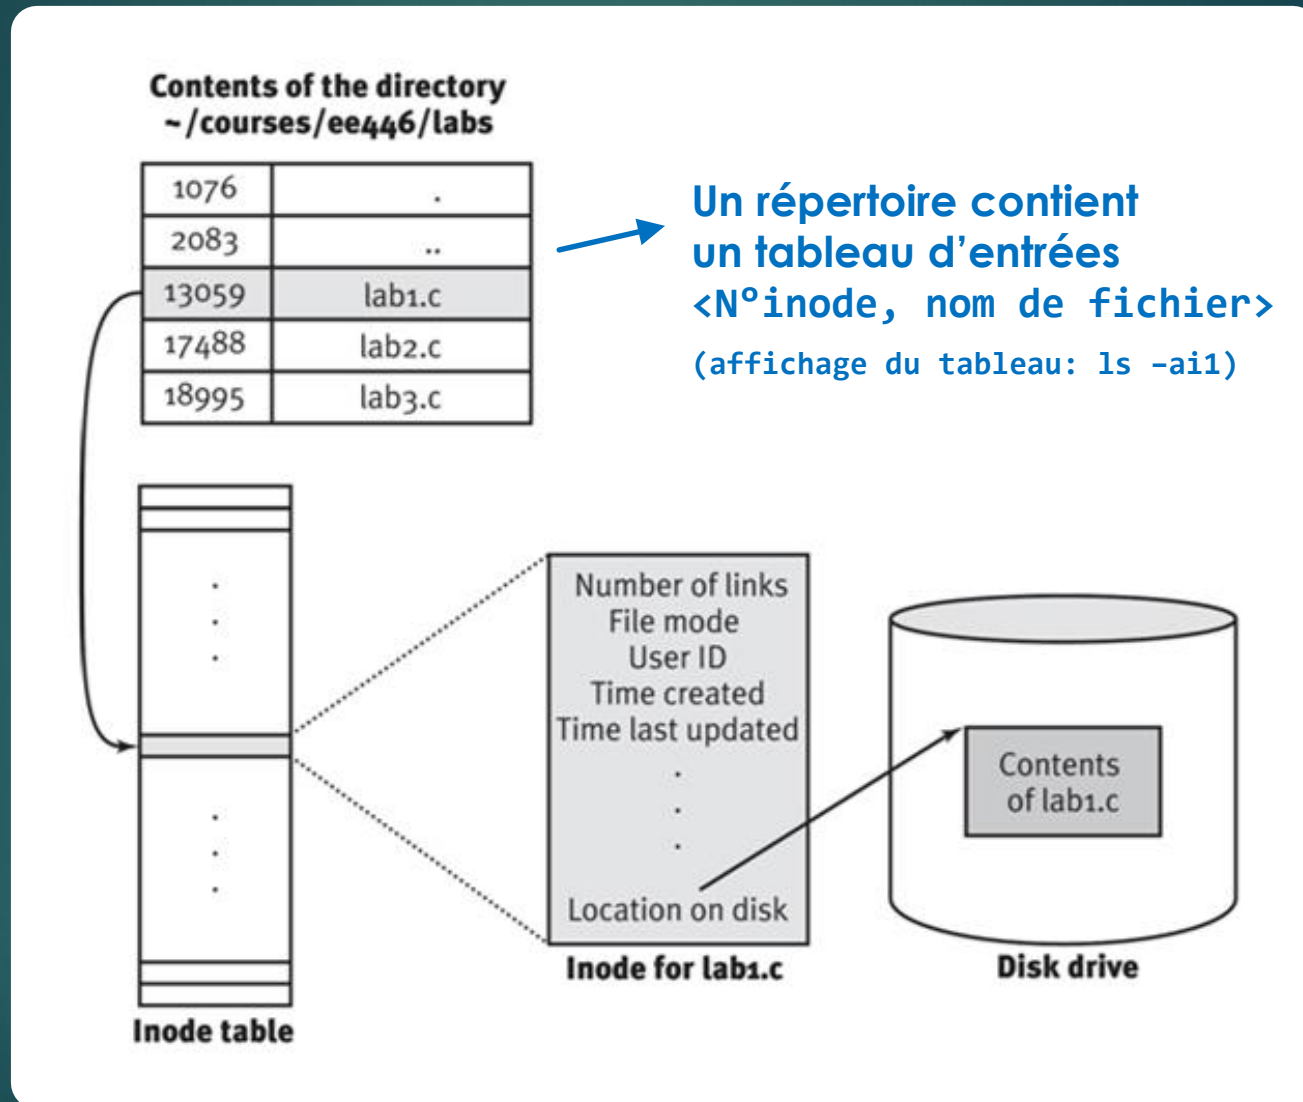 Contents of the directory
~/courses/ee446/labs
1076 .
2083 ..
13059 lab1.c
17488 lab2.c
18995 lab3.c
Un répertoire contient
un tableau d’entrées
<N°inode, nom de fichier>
(affichage du tableau: ls –ai1)
Number of links
File mode
User ID
Time created
Time last updated
.
.
.
Location on disk
Inode for lab1.c
Contents
of lab1.c
Disk drive
.
.
.
.
.
.
Inode table